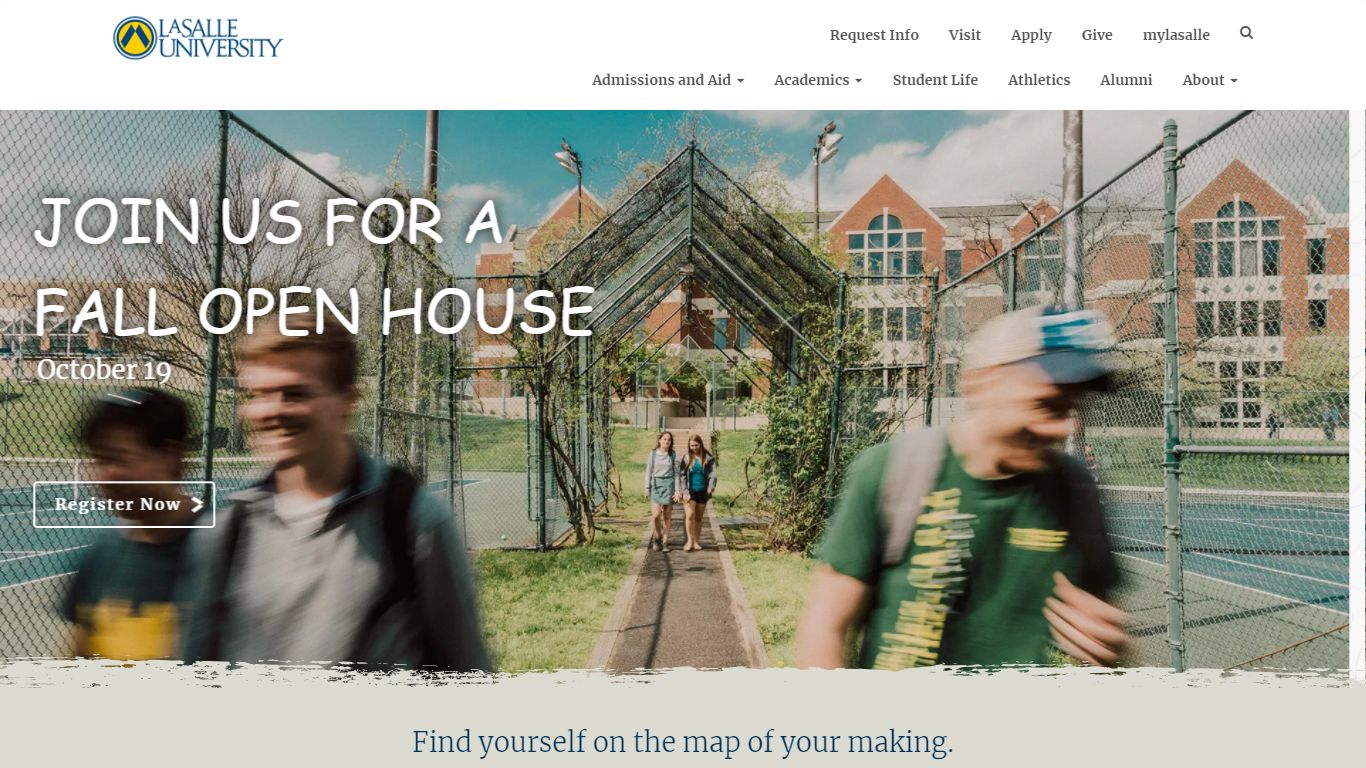 LASALLE
UNIVERSITY
Request Info Visit Apply Give mylasalle
Admissions and Aid Academics Student Life Athletics Alumni About
JOIN US FOR A
FALL OPEN HOUSE
October 19
Register Now
Find yourself on the map of your making.